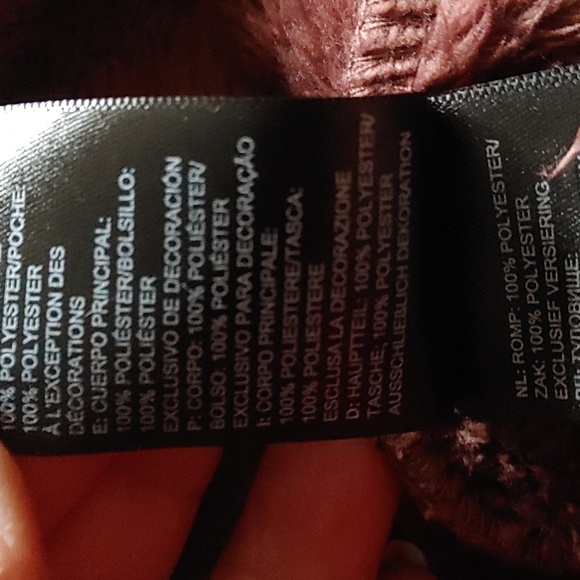 100% POLYESTER/POCHE:
100% POLYESTER
À L'EXCEPTION DES
DÉCORATIONS
E: CUERPO PRINCIPAL:
100% POLIÉSTER/BOLSILLO:
100% POLIÉSTER
EXCLUSIVO DE DECORACIÓN
P: CORPO: 100% POLIÉSTER/
BOLSO: 100% POLIÉSTER
EXCLUSIVO PARA DECORAÇÃO
I: CORPO PRINCIPALE:
100% POLIESTERE/TASCA:
100% POLIESTERE
ESCLUSA LA DECORAZIONE
D: HAUPTTEIL: 100% POLYESTER/
TASCHE: 100% POLYESTER
AUSSCHLIEßLICH DEKORATION
NL: ROMP: 100% POLYESTER/
ZAK: 100% POLYESTER
EXCLUSIEF VERSIERING